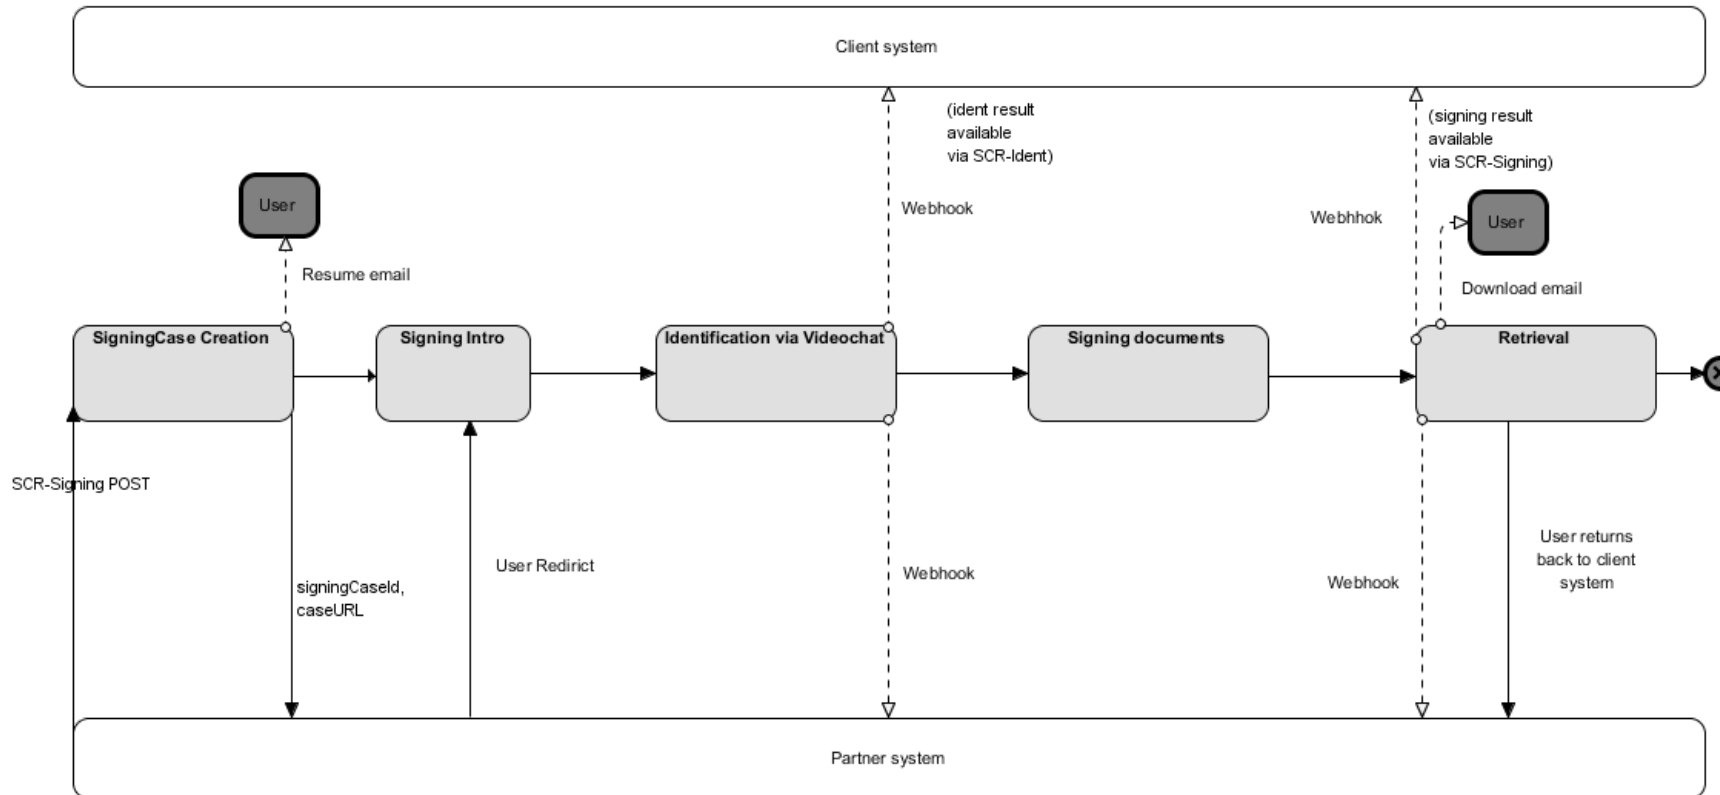 Client system
(ident result
available
via SCR-Ident)
(signing result
available
via SCR-Signing)
User
Webhook
Webhhok
User
Resume email
Download email
SigningCase Creation
Signing Intro
Identification via Videochat
Signing documents
Retrieval
SCR-Signing POST
signingCaseId,
caseURL
User Redirict
Webhook
Webhook
User returns
back to client
system
Partner system